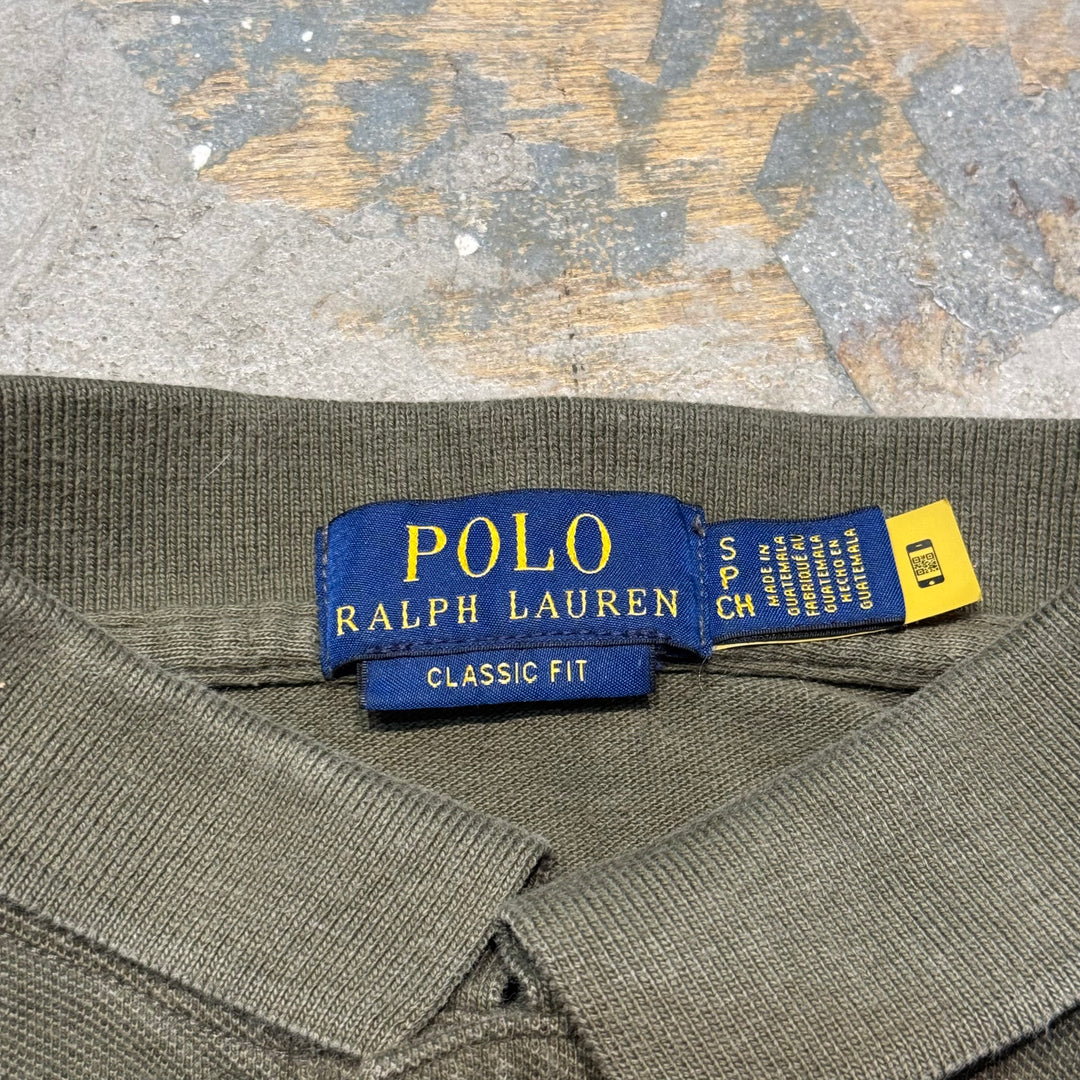 POLO
RALPH LAUREN
CLASSIC FIT
S
P
CH
MADE IN
GUATEMALA
FABRIQUÉ AU
GUATEMALA
HECHO EN
GUATEMALA